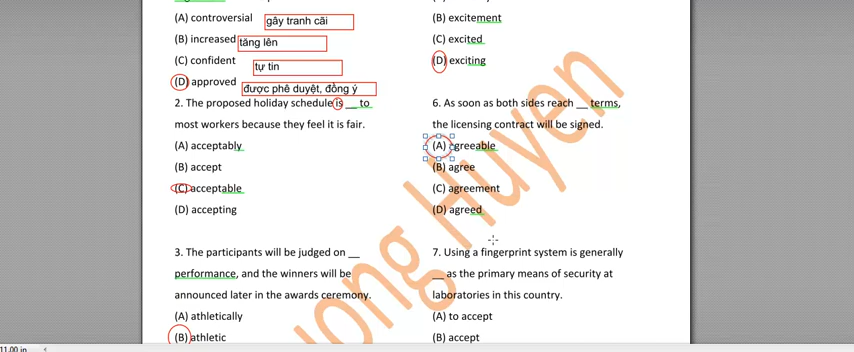 (A) controversial gây tranh cãi
(B) increased tăng lên
(C) confident tự tin
(D) approved được phê duyệt, đồng ý
2. The proposed holiday schedule is __ to
most workers because they feel it is fair.
(A) acceptably
(B) accept
(C) acceptable
(D) accepting
3. The participants will be judged on __
performance, and the winners will be
announced later in the awards ceremony.
(A) athletically
(B) athletic
(B) excitement
(C) excited
(D) exciting
6. As soon as both sides reach __ terms,
the licensing contract will be signed.
(A) agreeable
(B) agree
(C) agreement
(D) agreed
7. Using a fingerprint system is generally
__ as the primary means of security at
laboratories in this country.
(A) to accept
(B) accept
ong Huyen
11.00 in